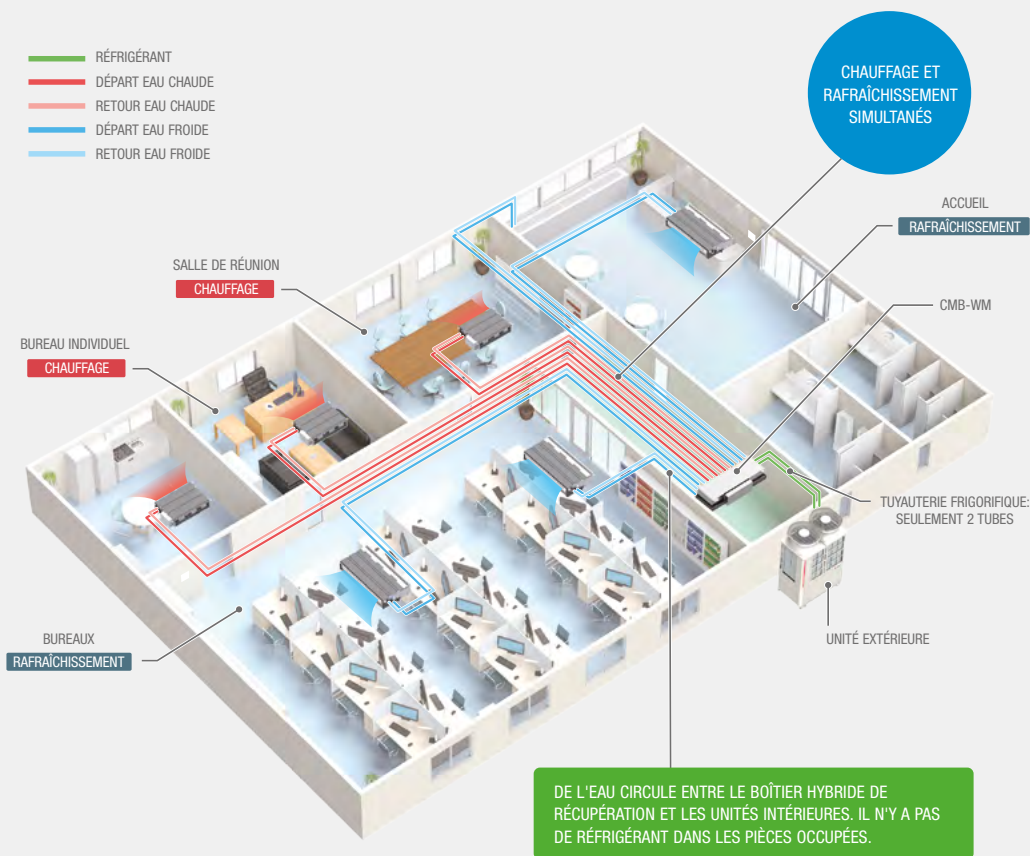 RÉFRIGÉRANT
DÉPART EAU CHAUDE
RETOUR EAU CHAUDE
DÉPART EAU FROIDE
RETOUR EAU FROIDE
CHAUFFAGE ET
RAFRAÎCHISSEMENT
SIMULTANÉS
ACCUEIL
RAFRAÎCHISSEMENT
SALLE DE RÉUNION
CHAUFFAGE
CMB-WM
BUREAU INDIVIDUEL
CHAUFFAGE
TUYAUTERIE FRIGORIFIQUE:
SEULEMENT 2 TUBES
BUREAUX
RAFRAÎCHISSEMENT
UNITÉ EXTÉRIEURE
DE L'EAU CIRCULE ENTRE LE BOÎTIER HYBRIDE DE
RÉCUPÉRATION ET LES UNITÉS INTÉRIEURES. IL N'Y A PAS
DE RÉFRIGÉRANT DANS LES PIÈCES OCCUPÉES.